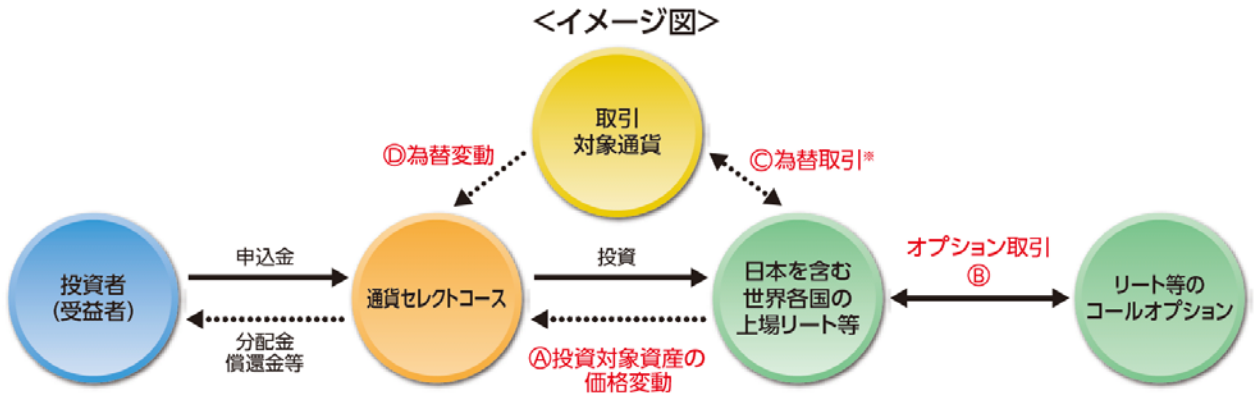 ＜イメージ図＞
取引
対象通貨
Ⓓ為替変動
Ⓒ為替取引※
投資者
（受益者）
申込金
分配金
償還金等
通貨セレクトコース
投資
Ⓐ投資対象資産の
価格変動
日本を含む
世界各国の
上場リート等
オプション取引
Ⓑ
リート等の
コールオプション